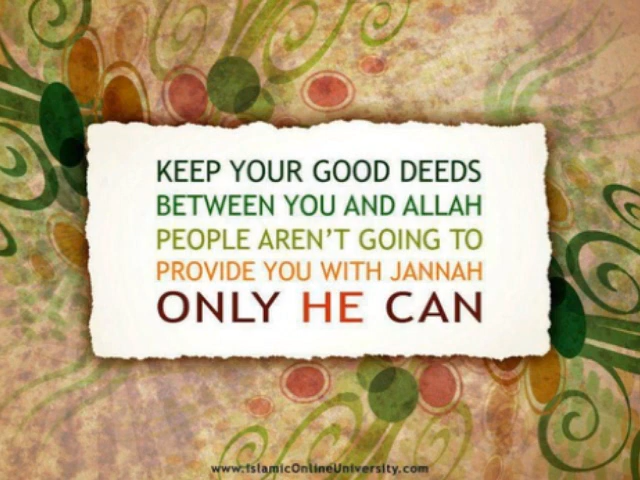 KEEP YOUR GOOD DEEDS
BETWEEN YOU AND ALLAH
PEOPLE AREN'T GOING TO
PROVIDE YOU WITH JANNAH
ONLY HE CAN
www.IslamicOnlineUniversity.com